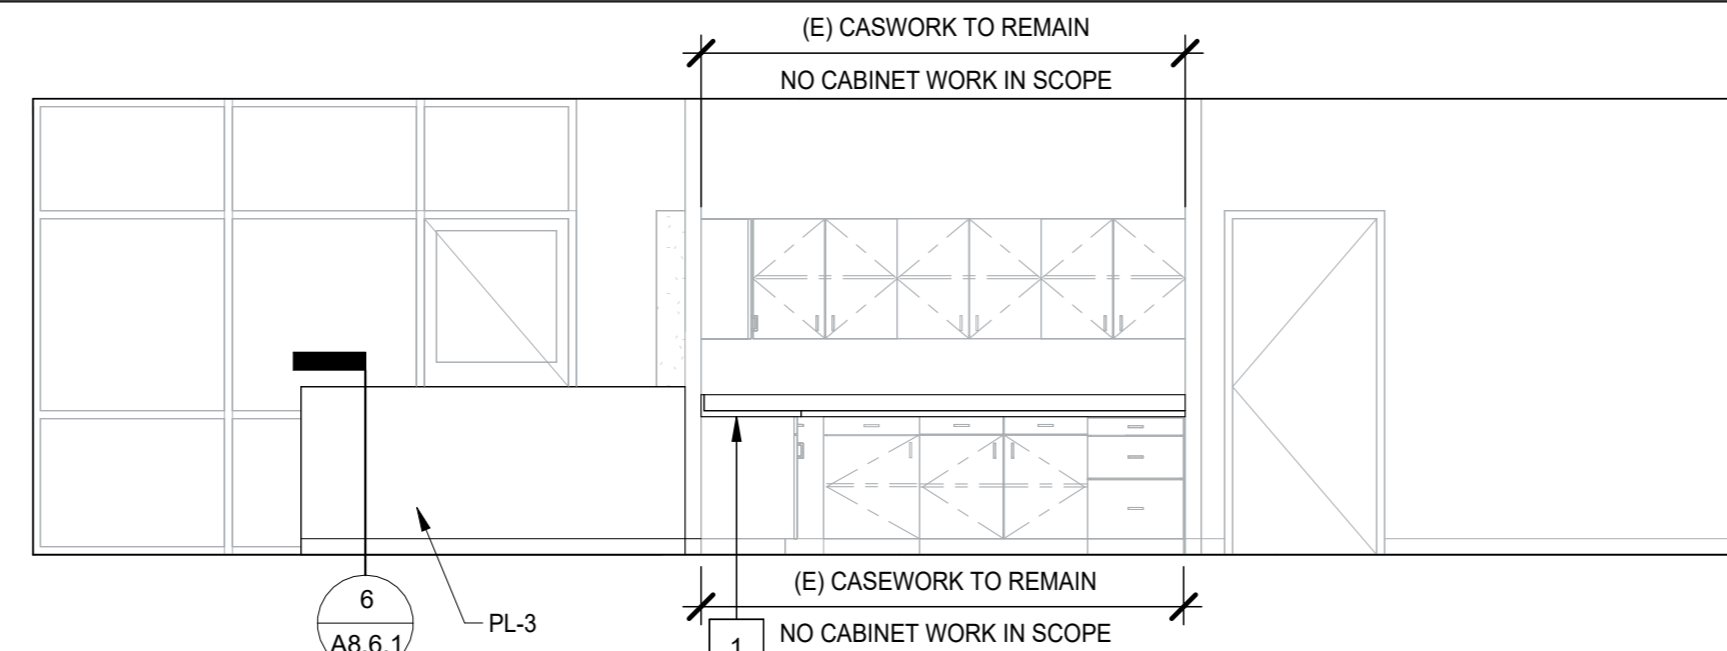 (E) CASWORK TO REMAIN
NO CABINET WORK IN SCOPE
6
A8.6.1
PL-3
(E) CASEWORK TO REMAIN
1
NO CABINET WORK IN SCOPE